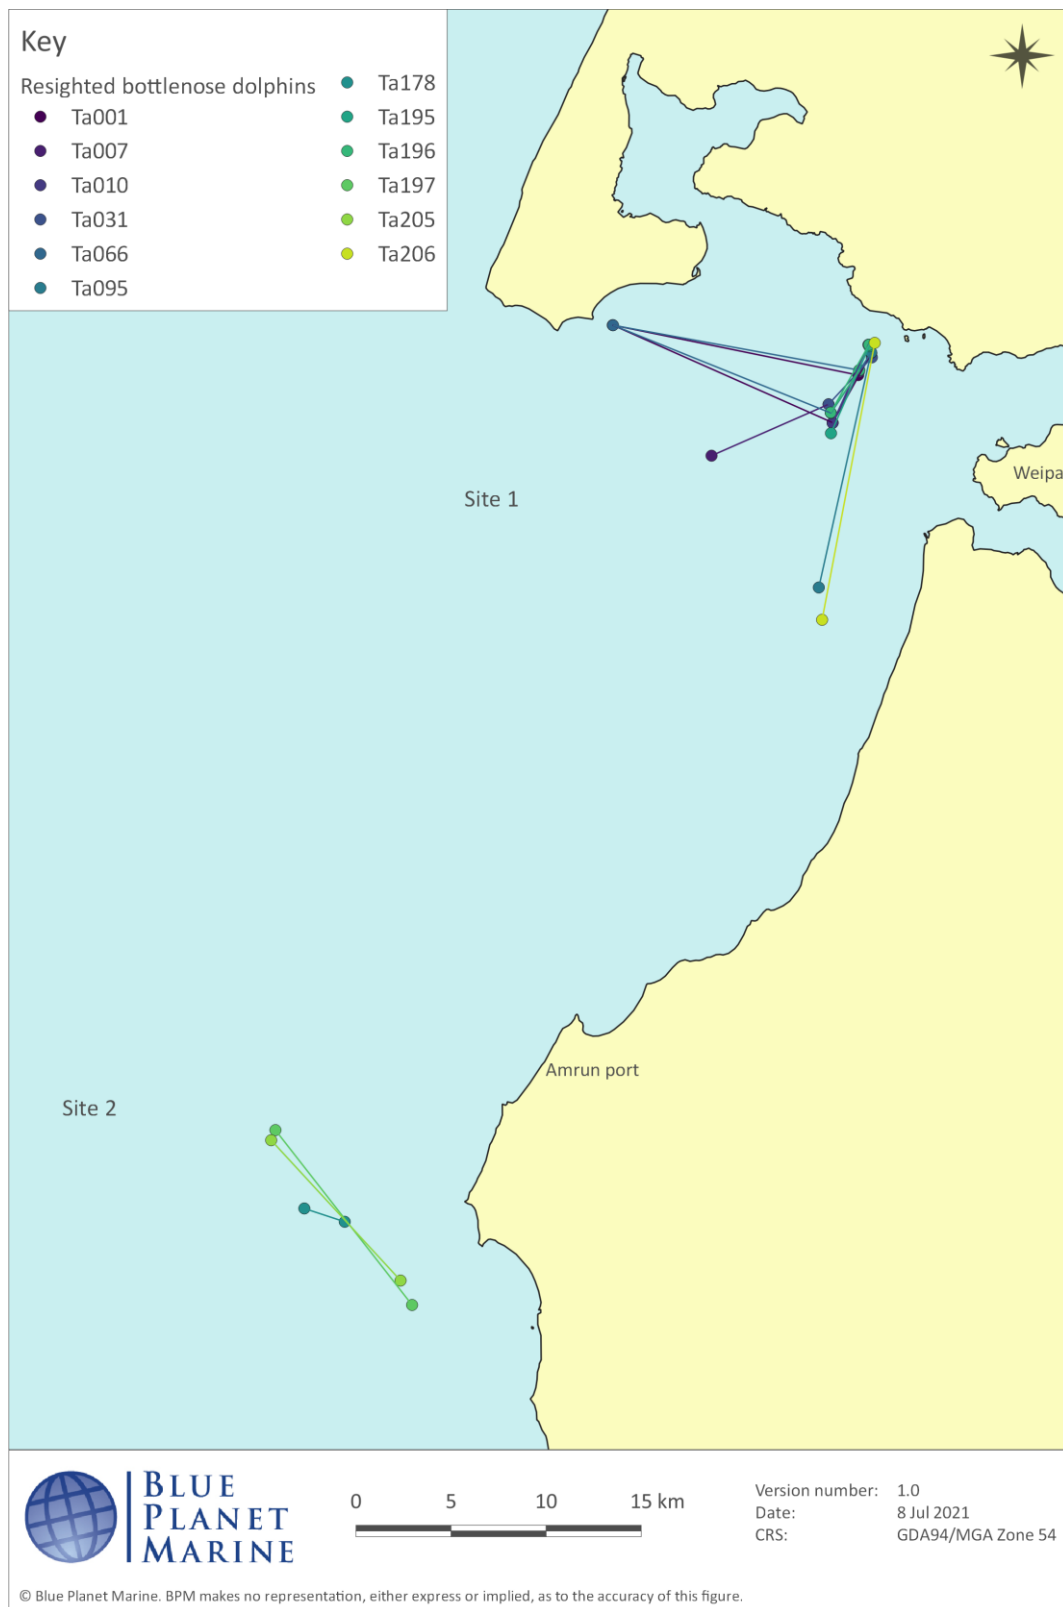 Key
Resighted bottlenose dolphins
Ta001
Ta007
Ta010
Ta031
Ta066
Ta095
Ta178
Ta195
Ta196
Ta197
Ta205
Ta206
Weipa
Site 1
Amrun port
Site 2
BLUE
PLANET
MARINE
0 5 10 15 km
Version number: 1.0
Date: 8 Jul 2021
CRS: GDA94/MGA Zone 54
© Blue Planet Marine. BPM makes no representation, either express or implied, as to the accuracy of this figure.